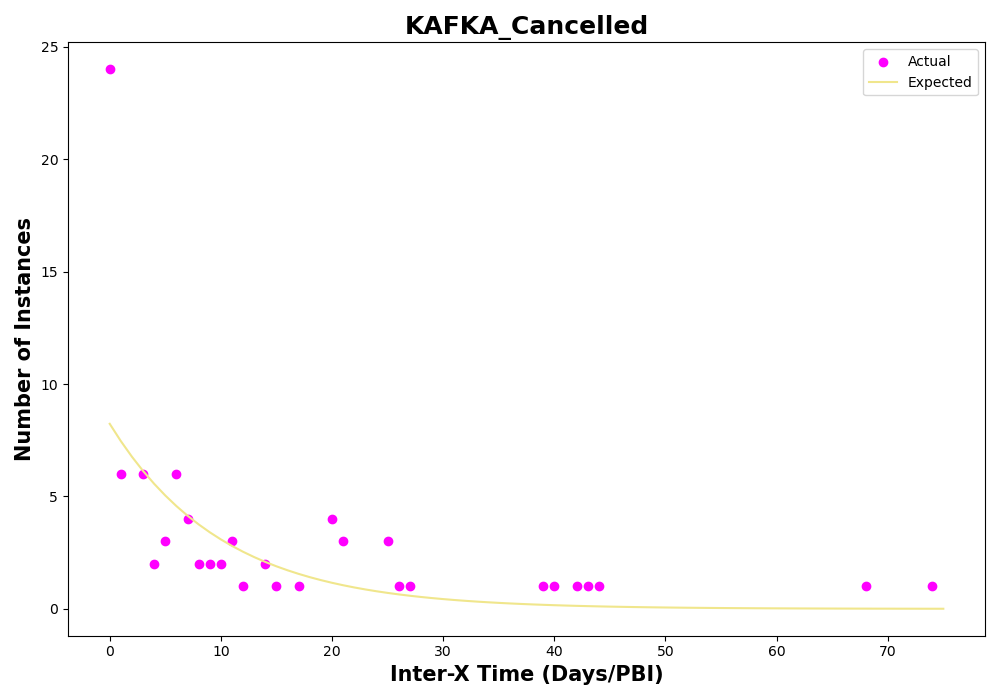 KAFKA_Cancelled
Actual
Expected
Number of Instances
25
20
15
10
5
0
0 10 20 30 40 50 60 70
Inter-X Time (Days/PBI)